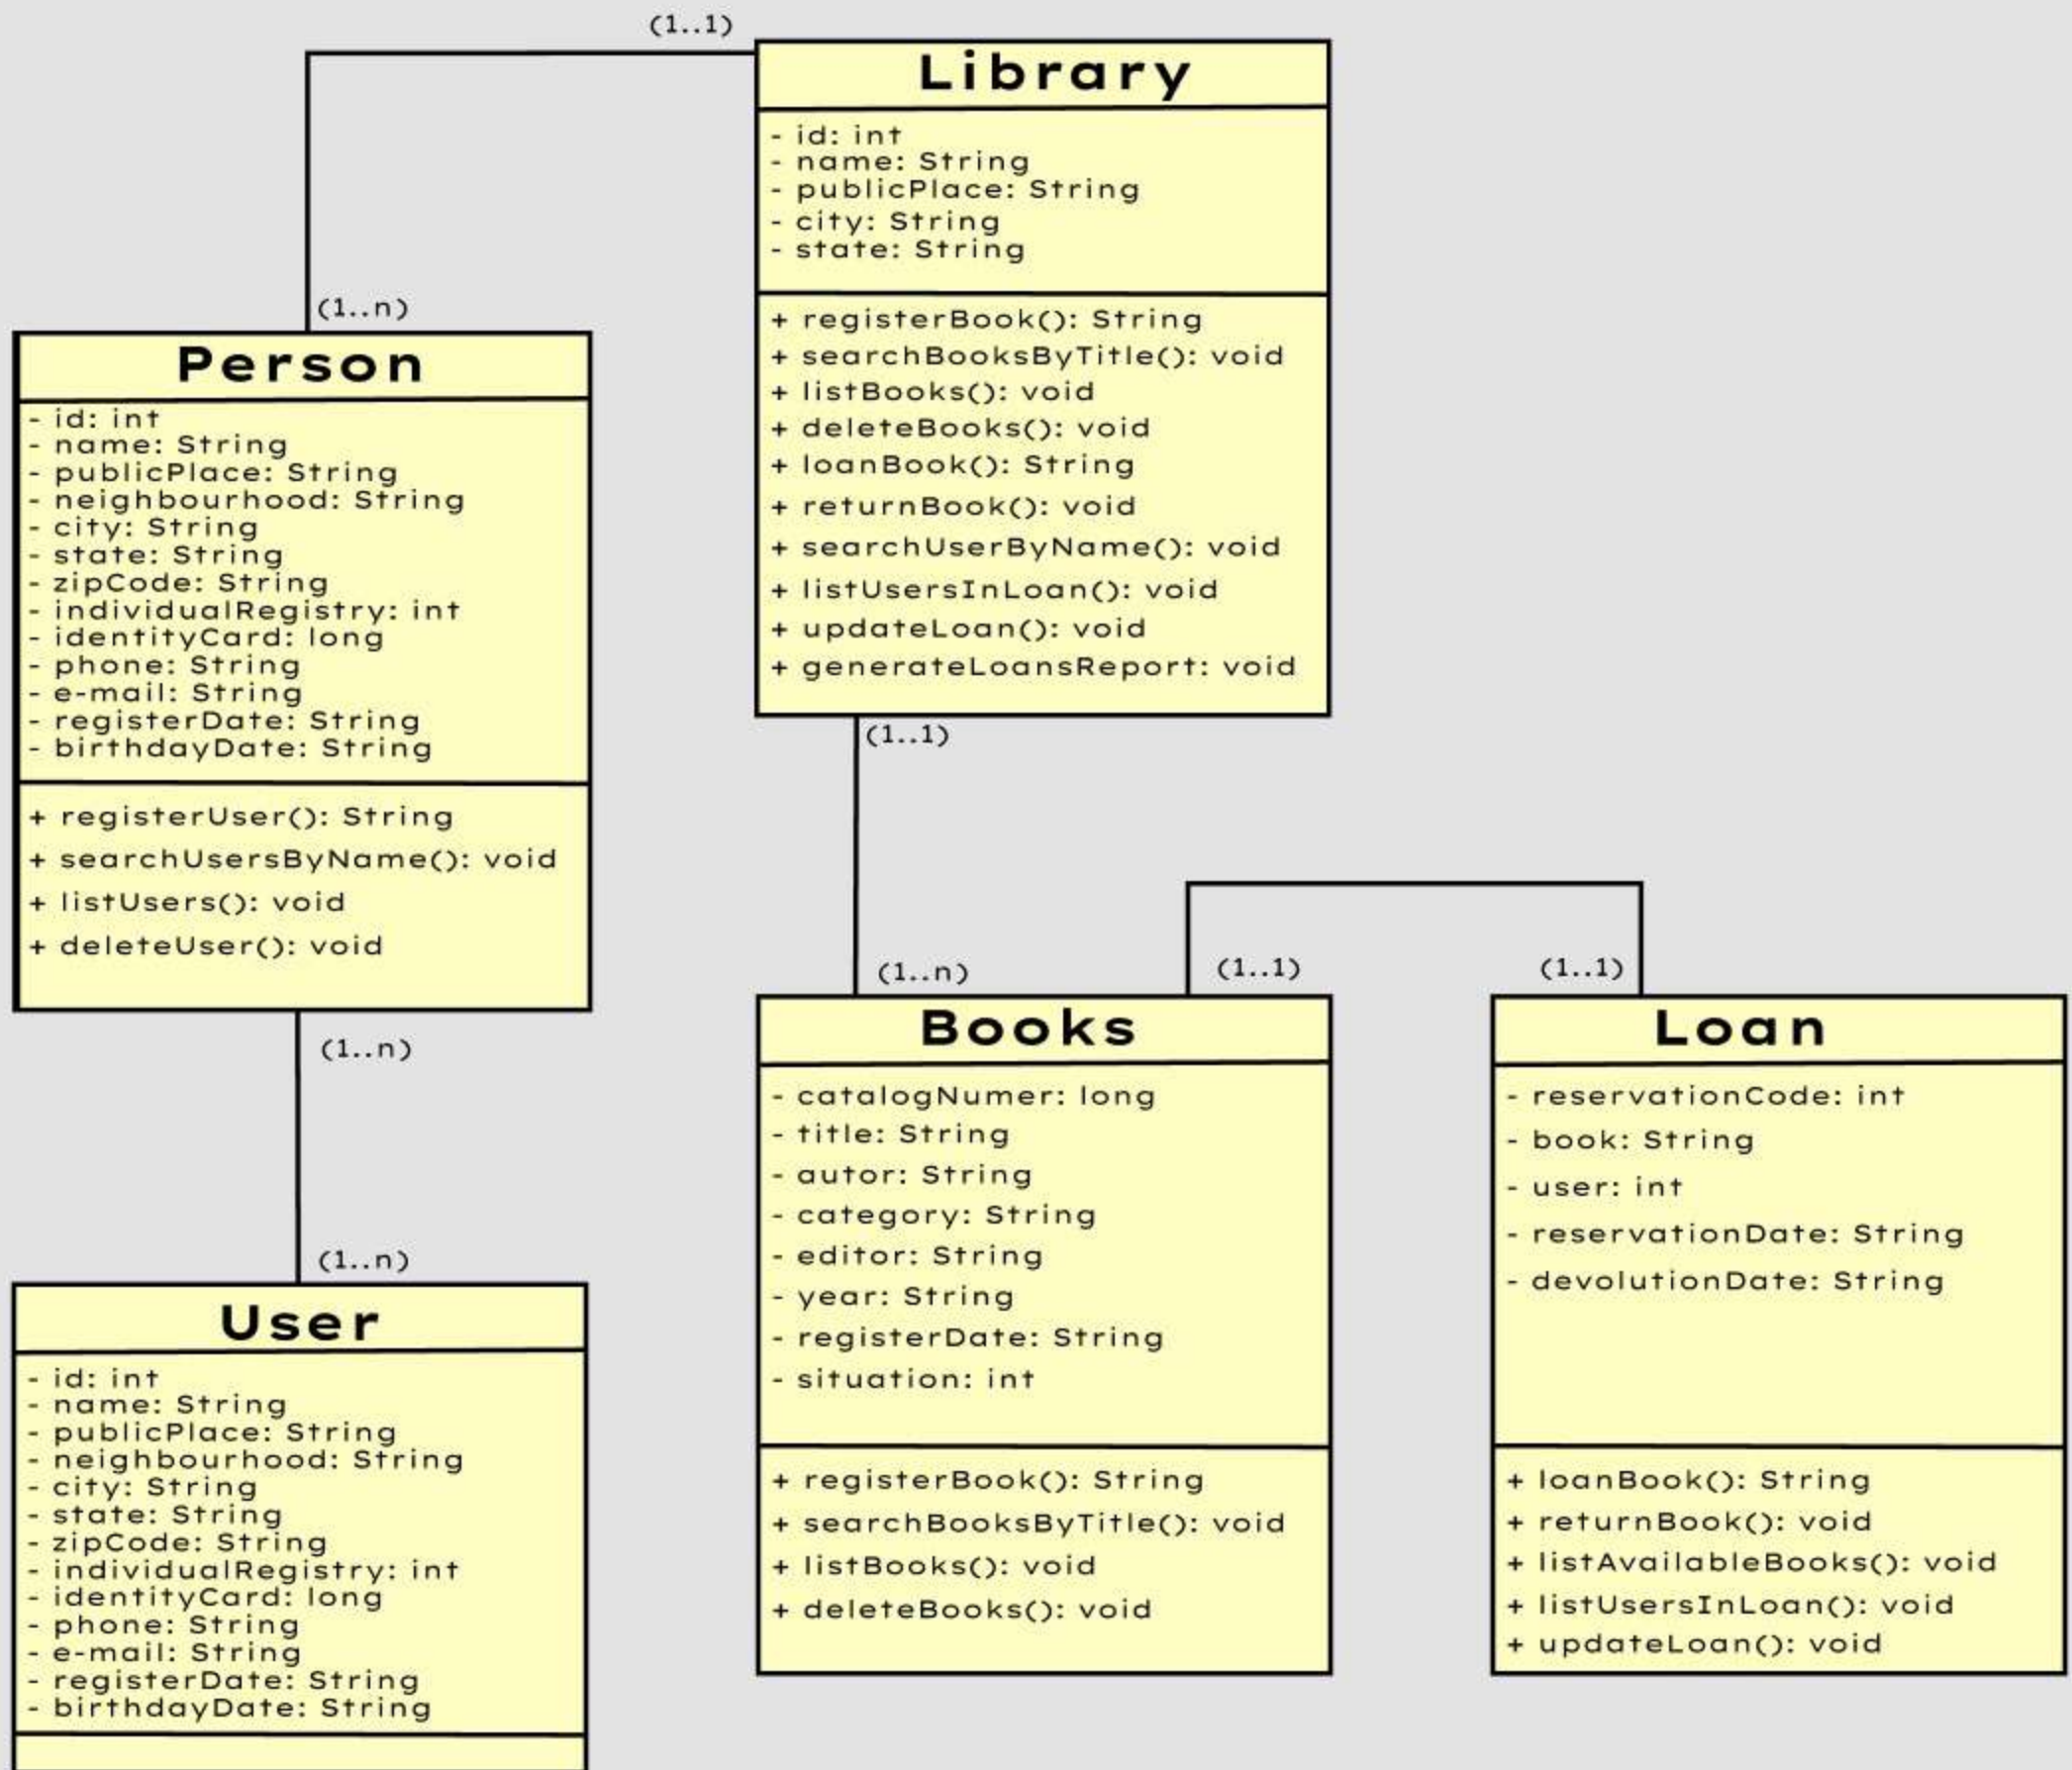 (1..1)
Library
- id: int
- name: String
- publicPlace: String
- city: String
- state: String
+ registerBook(): String
+ searchBooksByTitle(): void
+ listBooks(): void
+ deleteBooks(): void
+ loanBook(): String
+ returnBook(): void
+ searchUserByName(): void
+ listUsersInLoan(): void
+ updateLoan(): void
+ generateLoansReport: void
(1..1)
(1..n)
Person
- id: int
- name: String
- publicPlace: String
- neighbourhood: String
- city: String
- state: String
- zipCode: String
- individualRegistry: int
- identityCard: long
- phone: String
- e-mail: String
- registerDate: String
- birthdayDate: String
+ registerUser(): String
+ searchUsersByName(): void
+ listUsers(): void
+ deleteUser(): void
(1..n)
(1..n)
User
- id: int
- name: String
- publicPlace: String
- neighbourhood: String
- city: String
- state: String
- zipCode: String
- individualRegistry: int
- identityCard: long
- phone: String
- e-mail: String
- registerDate: String
- birthdayDate: String
(1..n)
(1..1)
Books
- catalogNumer: long
- title: String
- autor: String
- category: String
- editor: String
- year: String
- registerDate: String
- situation: int
+ registerBook(): String
+ searchBooksByTitle(): void
+ listBooks(): void
+ deleteBooks(): void
(1..1)
Loan
- reservationCode: int
- book: String
- user: int
- reservationDate: String
- devolutionDate: String
+ loanBook(): String
+ returnBook(): void
+ listAvailableBooks(): void
+ listUsersInLoan(): void
+ updateLoan(): void